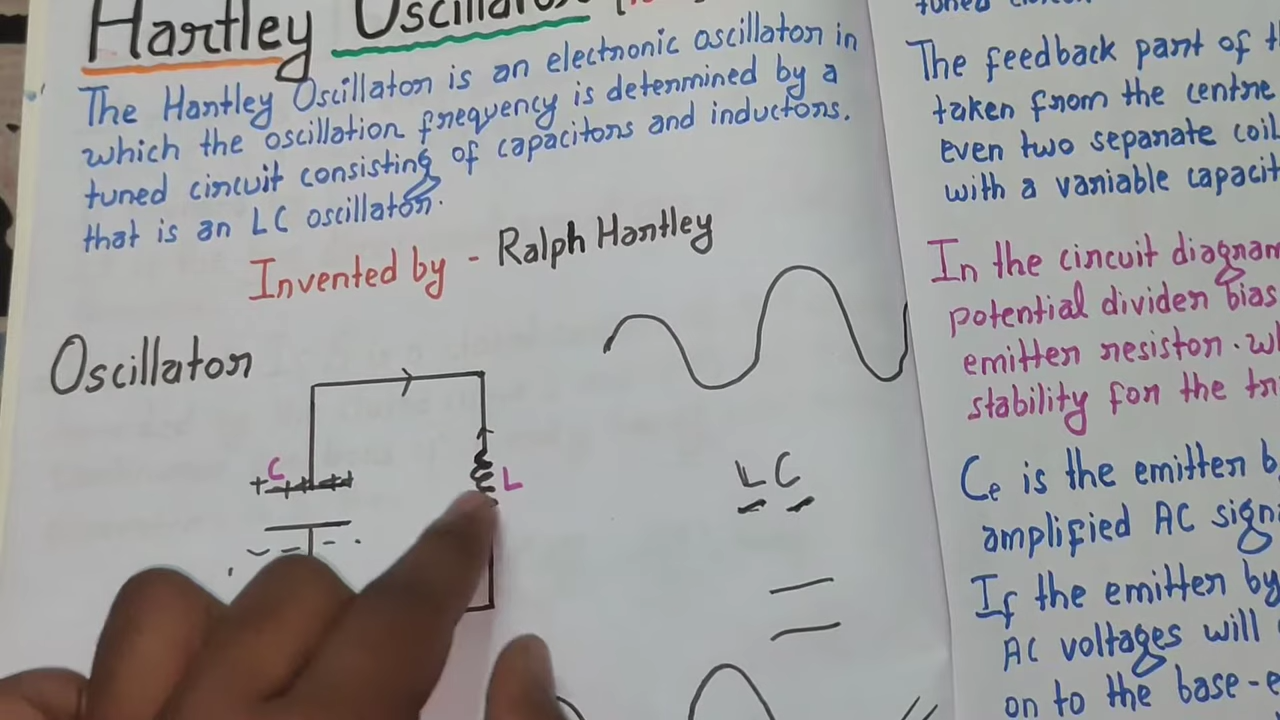 Hartley Oscillator
The Hartley Oscillator is an electronic oscillator in
which the oscillation frequency is determined by a
tuned circuit consisting of capacitors and inductors.
that is an LC oscillator.
Invented by - Ralph Hartley
Oscillator
C
+
L
LC
The feedback part of
taken from the centre
even two separate coil
with a variable
In the circuit
potential divider bias
emitter resistor.
stability for the
Ce is the emitter
amplified AC
If the emitter by
AC voltages will
on to the base-e